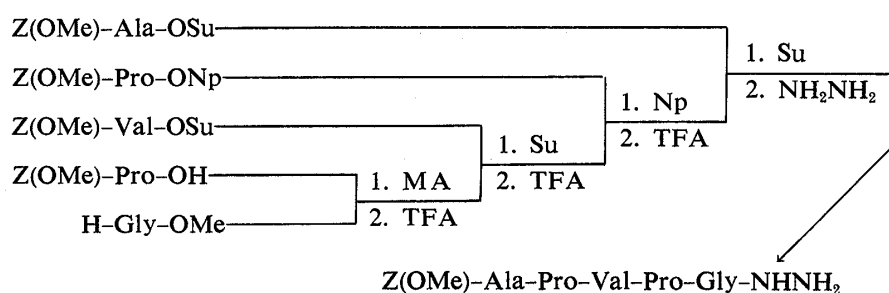 Z(OMe)–Ala–OSu
1. Su
2. NH₂NH₂
Z(OMe)–Pro–ONp
1. Np
2. TFA
Z(OMe)–Val–OSu
1. Su
2. TFA
Z(OMe)–Pro–OH
1. MA
2. TFA
H–Gly–OMe
Z(OMe)–Ala–Pro–Val–Pro–Gly–NHNH₂